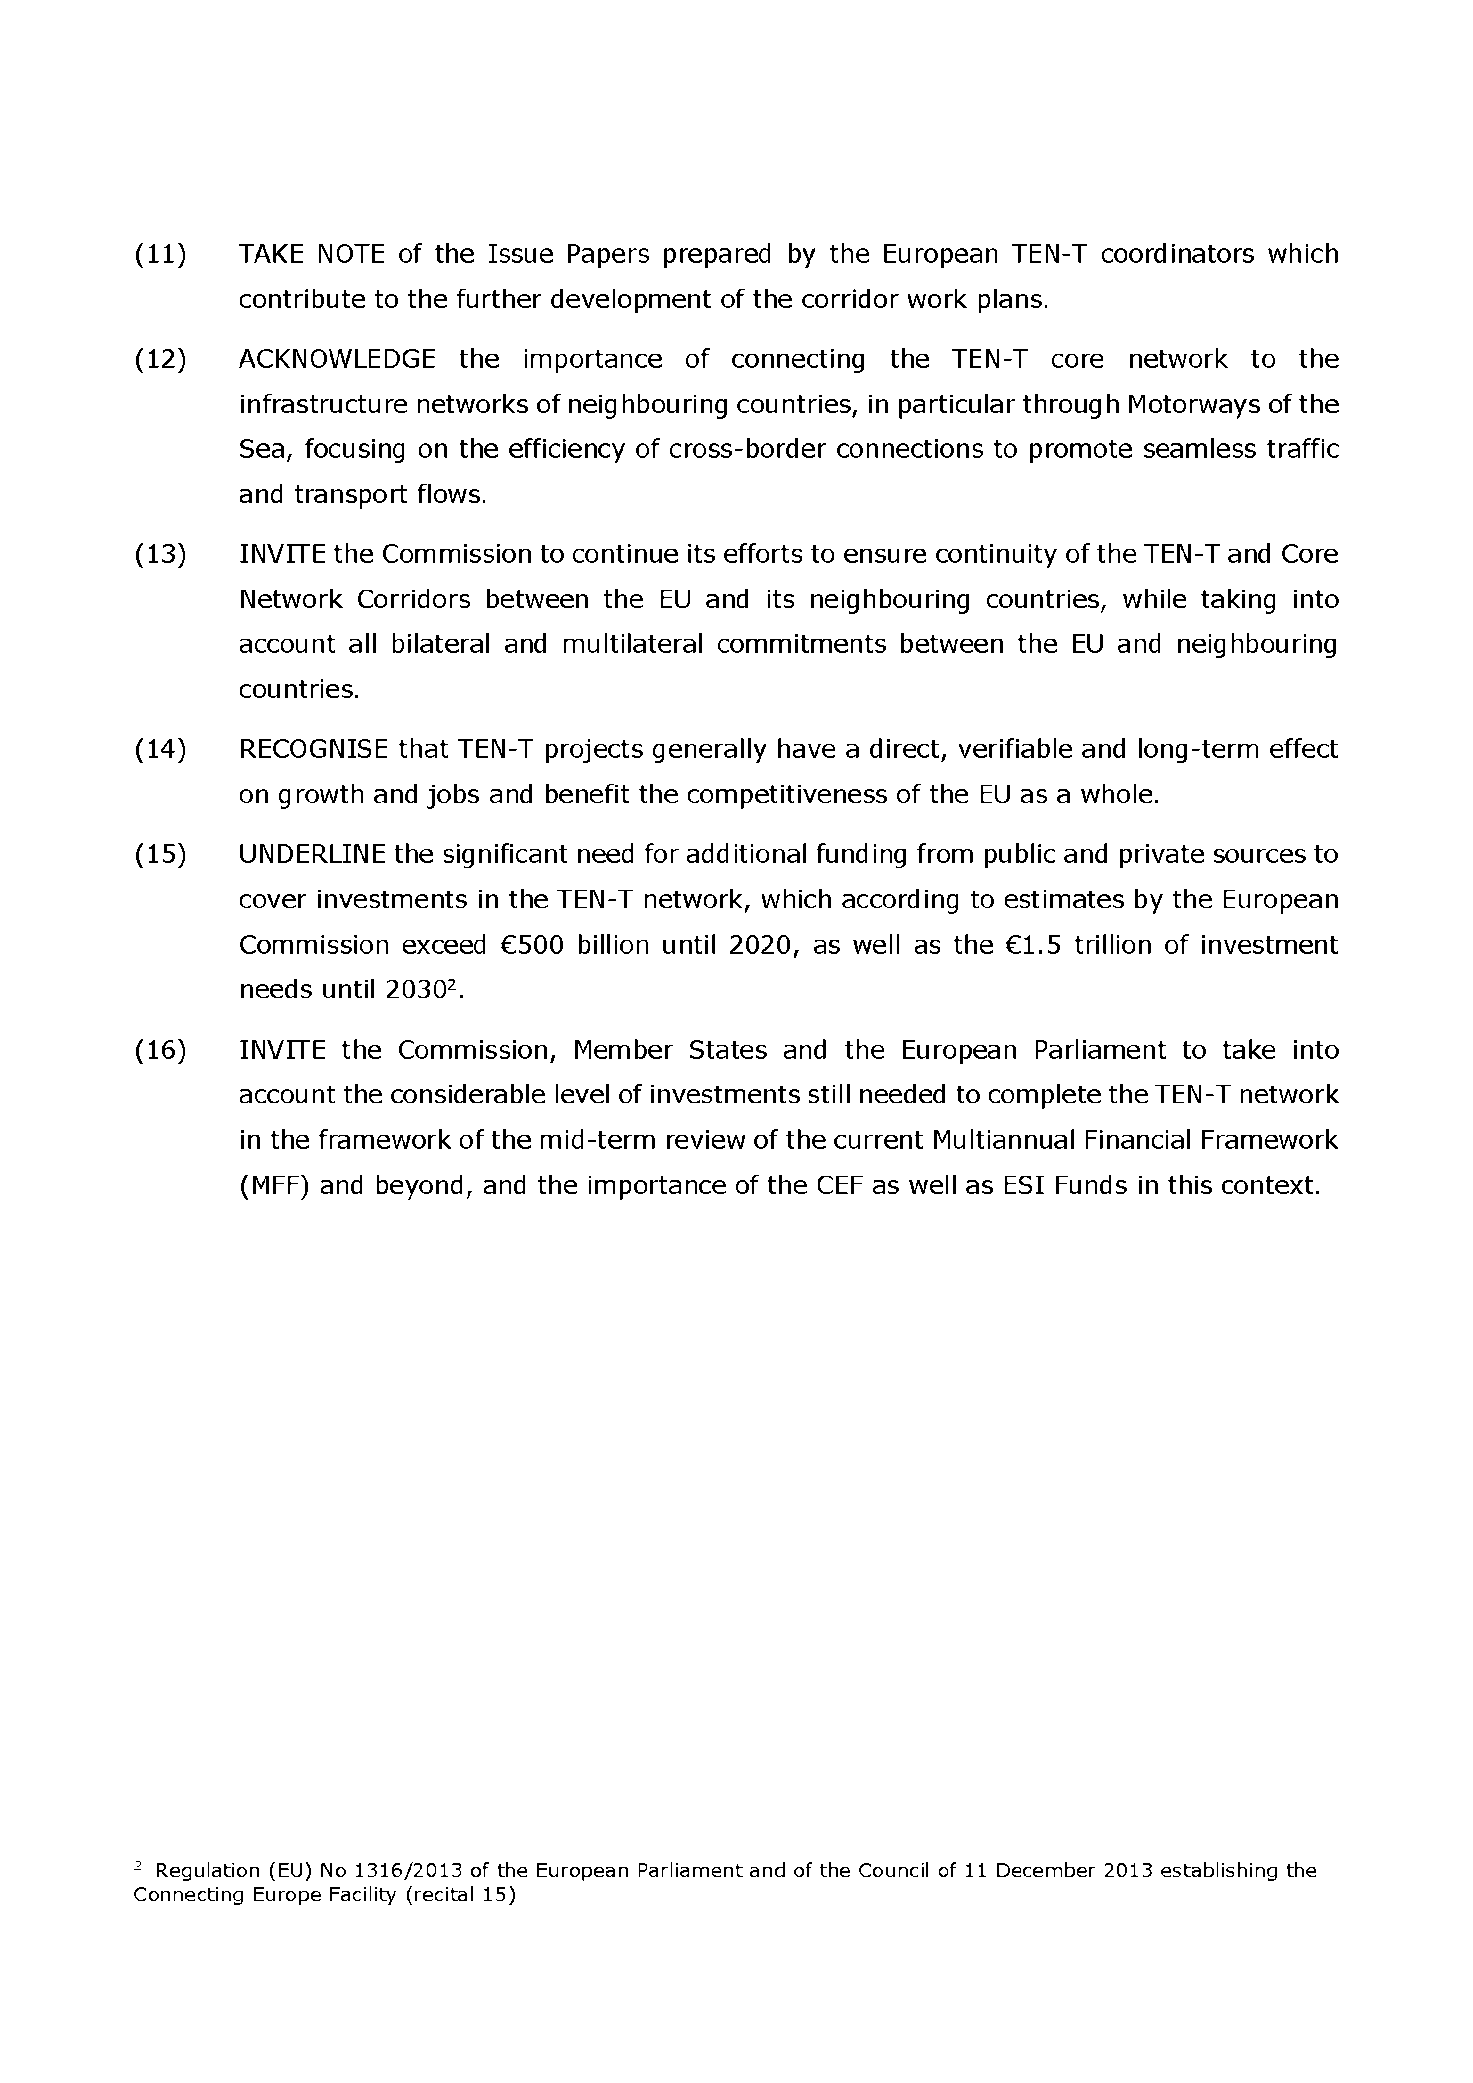 (11) TAKE NOTE of the Issue Papers prepared by the European TEN-T coordinators which
contribute to the further development of the corridor work plans.
(12) ACKNOWLEDGE the importance of connecting the TEN-T core network to the
infrastructure networks of neighbouring countries, in particular through Motorways of the
Sea, focusing on the efficiency of cross-border connections to promote seamless traffic
and transport flows.
(13) INVITE the Commission to continue its efforts to ensure continuity of the TEN-T and Core
Network Corridors between the EU and its neighbouring countries, while taking into
account all bilateral and multilateral commitments between the EU and neighbouring
countries.
(14) RECOGNISE that TEN-T projects generally have a direct, verifiable and long-term effect
on growth and jobs and benefit the competitiveness of the EU as a whole.
(15) UNDERLINE the significant need for additional funding from public and private sources to
cover investments in the TEN-T network, which according to estimates by the European
Commission exceed €500 billion until 2020, as well as the €1.5 trillion of investment
needs until 2030².
(16) INVITE the Commission, Member States and the European Parliament to take into
account the considerable level of investments still needed to complete the TEN-T network
in the framework of the mid-term review of the current Multiannual Financial Framework
(MFF) and beyond, and the importance of the CEF as well as ESI Funds in this context.
² Regulation (EU) No 1316/2013 of the European Parliament and of the Council of 11 December 2013 establishing the
Connecting Europe Facility (recital 15)